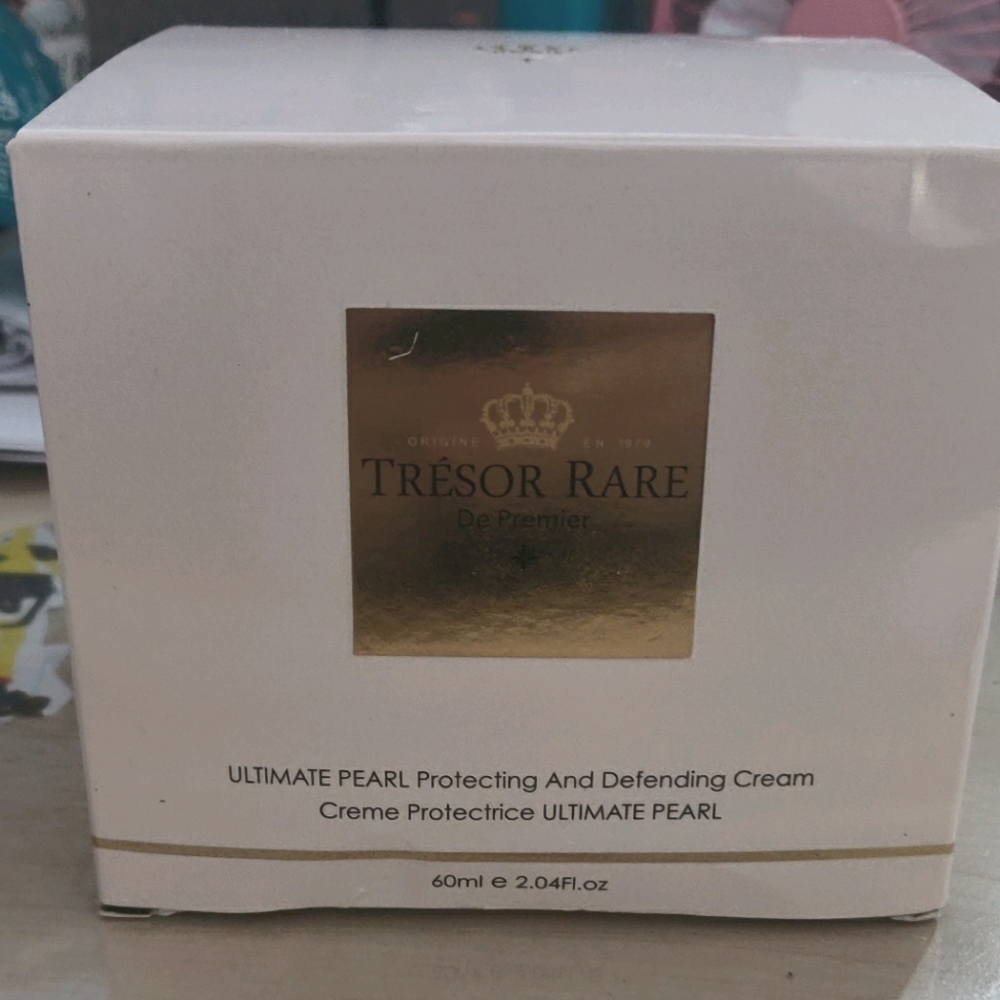 ORIGINE EN 1979
TRÉSOR RARE
De Premier
ULTIMATE PEARL Protecting And Defending Cream
Creme Protectrice ULTIMATE PEARL
60ml e 2.04Fl.oz